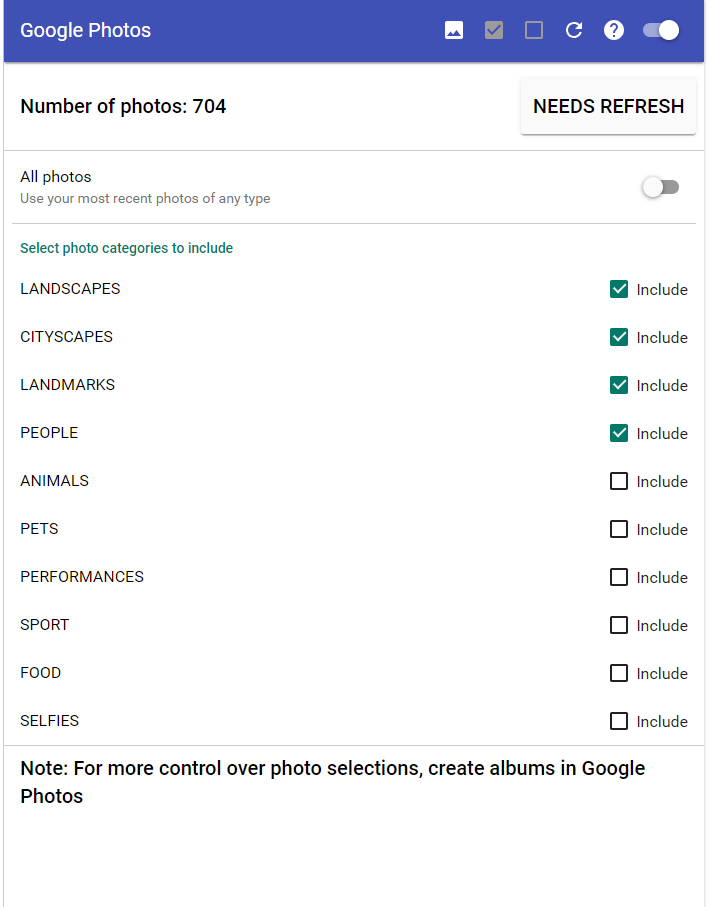 Google Photos
Number of photos: 704
NEEDS REFRESH
All photos
Use your most recent photos of any type
Select photo categories to include
LANDSCAPES Include
CITYSCAPES Include
LANDMARKS Include
PEOPLE Include
ANIMALS Include
PETS Include
PERFORMANCES Include
SPORT Include
FOOD Include
SELFIES Include
Note: For more control over photo selections, create albums in Google
Photos